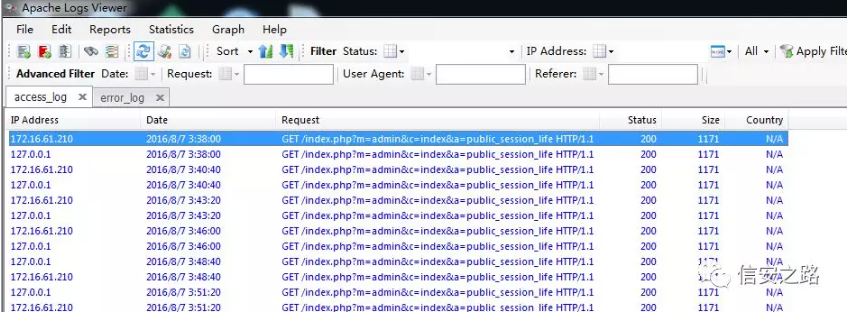 Apache Logs Viewer
File Edit Reports Statistics Graph Help
Sort Filter Status: IP Address: All Apply Filte
Advanced Filter Date: Request: User Agent: Referer:
access_log error_log
IP Address Date Request Status Size Country
172.16.61.210 2016/8/7 3:38:00 GET /index.php?m=admin&c=index&a=public_session_life HTTP/1.1 200 1171 N/A
127.0.0.1 2016/8/7 3:38:00 GET /index.php?m=admin&c=index&a=public_session_life HTTP/1.1 200 1171 N/A
172.16.61.210 2016/8/7 3:40:40 GET /index.php?m=admin&c=index&a=public_session_life HTTP/1.1 200 1171 N/A
127.0.0.1 2016/8/7 3:40:40 GET /index.php?m=admin&c=index&a=public_session_life HTTP/1.1 200 1171 N/A
172.16.61.210 2016/8/7 3:43:20 GET /index.php?m=admin&c=index&a=public_session_life HTTP/1.1 200 1171 N/A
127.0.0.1 2016/8/7 3:43:20 GET /index.php?m=admin&c=index&a=public_session_life HTTP/1.1 200 1171 N/A
172.16.61.210 2016/8/7 3:46:00 GET /index.php?m=admin&c=index&a=public_session_life HTTP/1.1 200 1171 N/A
127.0.0.1 2016/8/7 3:46:00 GET /index.php?m=admin&c=index&a=public_session_life HTTP/1.1 200 1171 N/A
127.0.0.1 2016/8/7 3:48:40 GET /index.php?m=admin&c=index&a=public_session_life HTTP/1.1 200 1171 N/A
172.16.61.210 2016/8/7 3:48:40 GET /index.php?m=admin&c=index&a=public_session_life HTTP/1.1 200 1171 N/A
127.0.0.1 2016/8/7 3:51:20 GET /index.php?m=admin&c=index&a=public_session_life HTTP/1.1 200 1171 N/A
172.16.61.210 2016/8/7 3:51:20 GET /index.php?m=admin&c=index&a=public_session_life HTTP/1.1 200 1171 N/A
信安之路